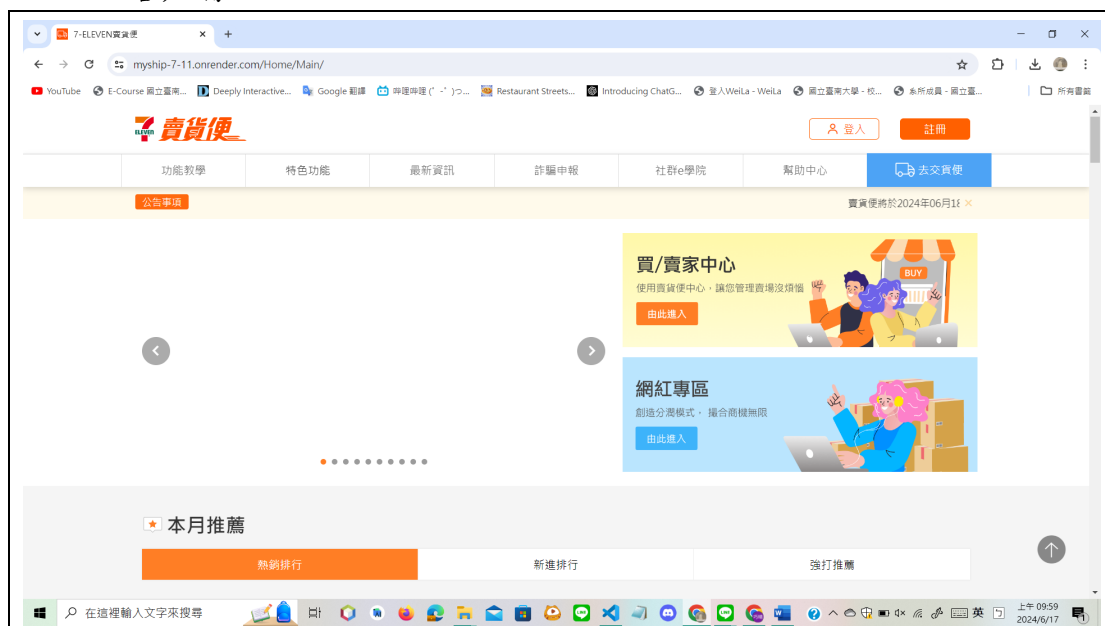 7-ELEVEN賣貨便
myship-7-11.onrender.com/Home/Main/
YouTube E-Course 國立臺南... Deeply Interactive... Google 翻譯 嗶哩嗶哩 (゜-゜)つ... Restaurant Streets... Introducing ChatG... 登入WeiLa - WeiLa 國立臺南大學 - 校... 系所成員 - 國立臺... 所有書籤
7 ELEVEN 賣貨便 登入 註冊
功能教學 特色功能 最新資訊 詐騙申報 社群e學院 幫助中心 去交貨便
公告事項 賣貨便將於2024年06月18
買/賣家中心
使用賣貨便中心，讓您管理賣場沒煩惱
由此進入
BUY
網紅專區
創造分潤模式， 撮合商機無限
由此進入
本月推薦
熱銷排行 新進排行 強打推薦
在這裡輸入文字來搜尋 英 上午 09:59
2024/6/17